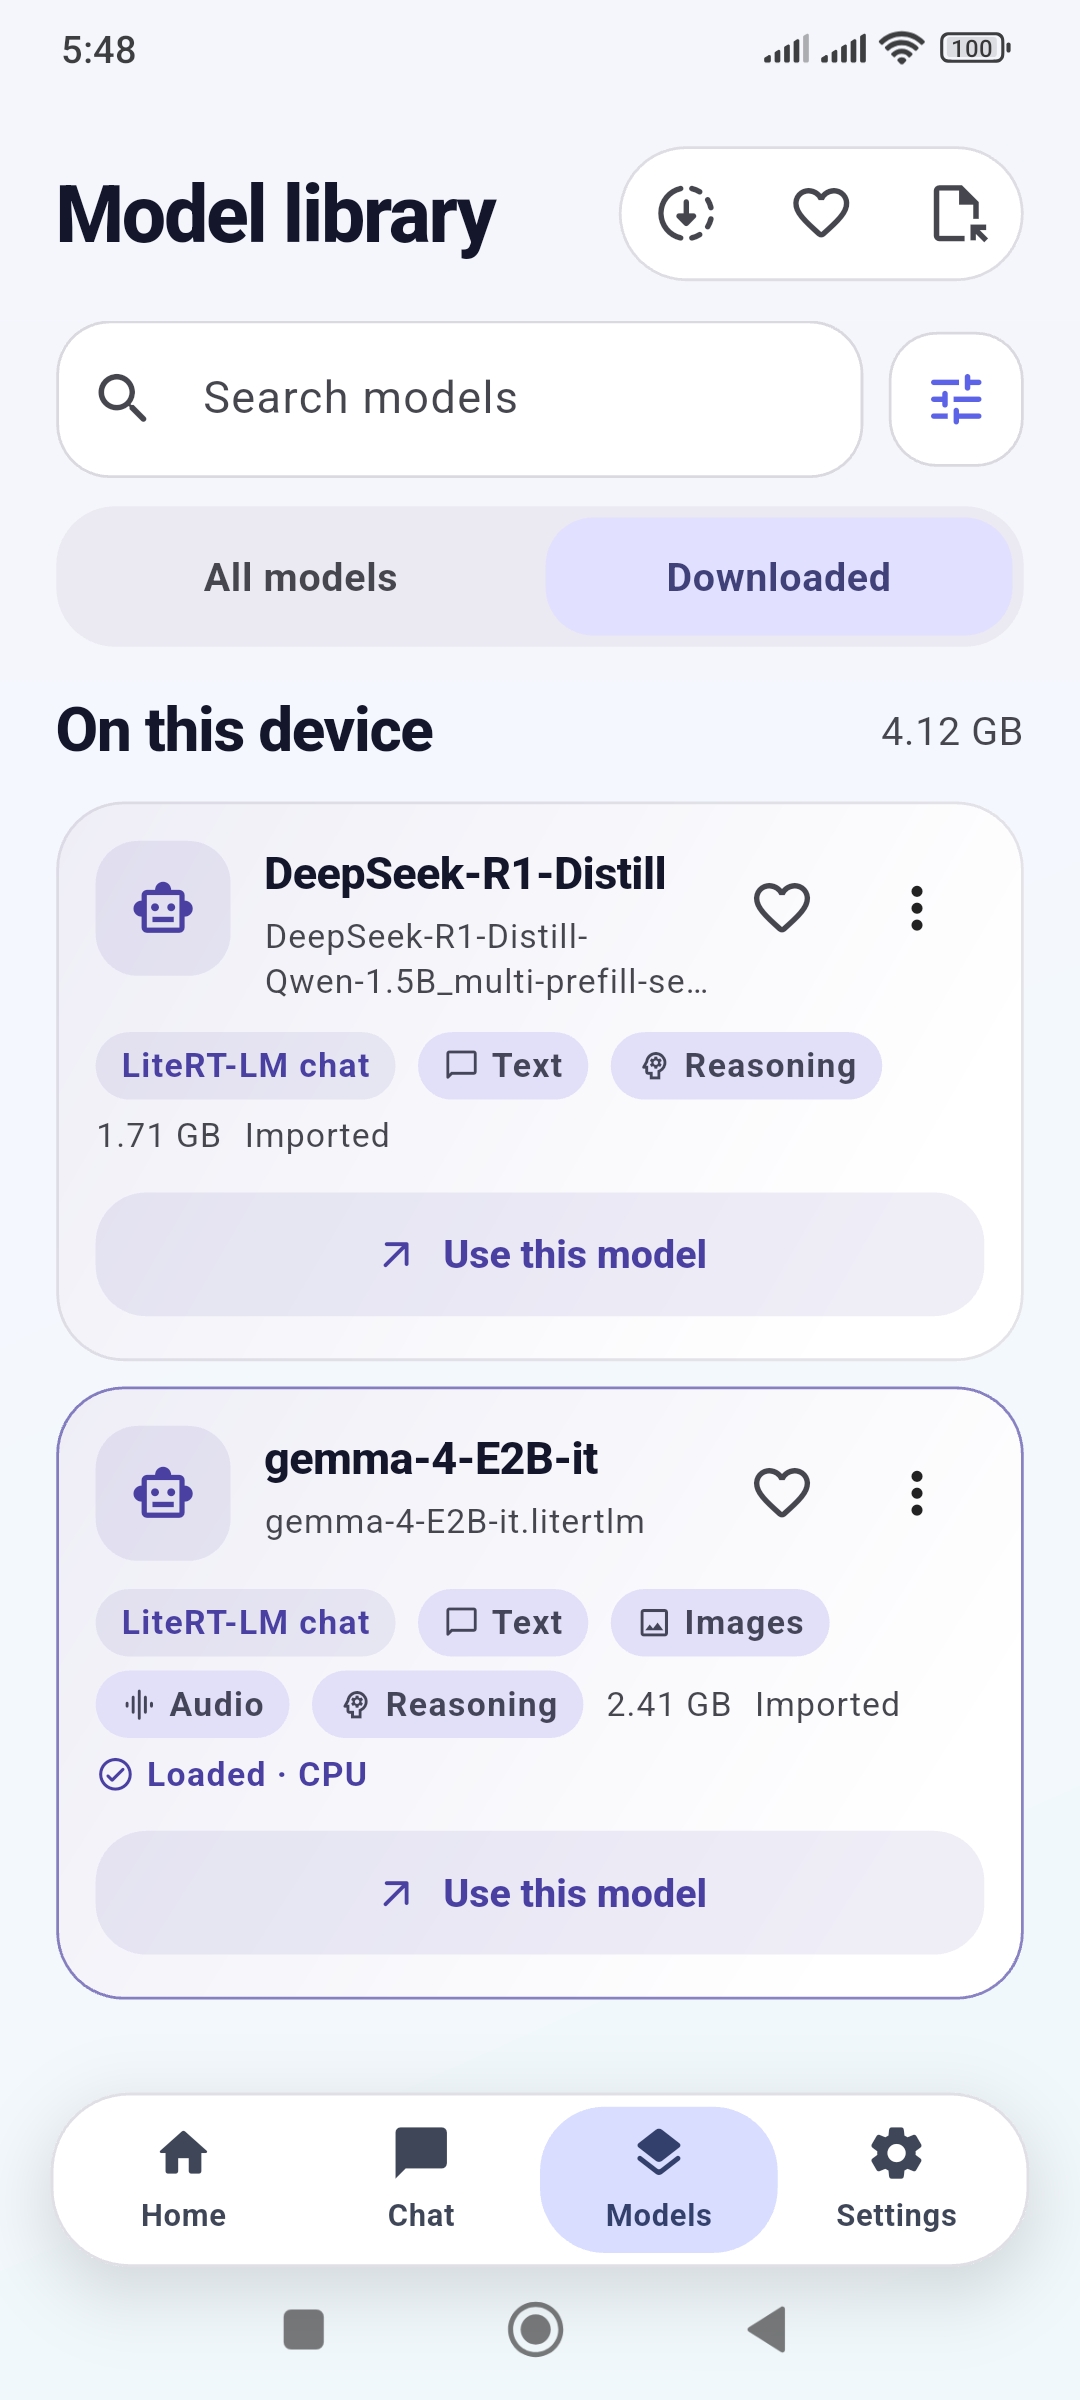 5:48
100
Model library
Search models
All models
Downloaded
On this device
4.12 GB
DeepSeek-R1-Distill
DeepSeek-R1-Distill-
Qwen-1.5B_multi-prefill-se…
LiteRT-LM chat
Text
Reasoning
1.71 GB Imported
Use this model
gemma-4-E2B-it
gemma-4-E2B-it.litertlm
LiteRT-LM chat
Text
Images
Audio
Reasoning
2.41 GB Imported
Loaded · CPU
Use this model
Home
Chat
Models
Settings